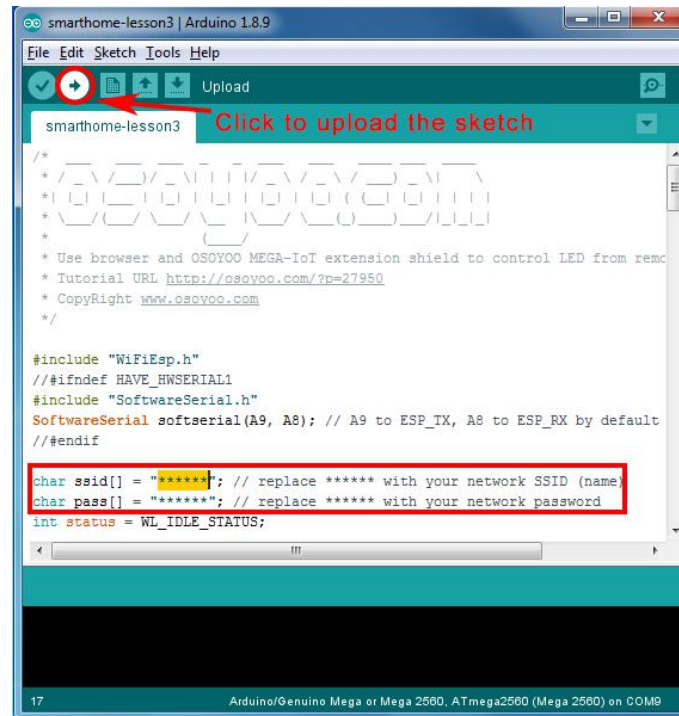 smarthome-lesson3 | Arduino 1.8.9
File Edit Sketch Tools Help
Upload
smarthome-lesson3
Click to upload the sketch
/*
* Use browser and OSOYOO MEGA-IoT extension shield to control LED from remo
* Tutorial URL http://osoyoo.com/?p=27950
* CopyRight www.osoyoo.com
*/
#include "WiFiEsp.h"
//#ifndef HAVE_HWSERIAL1
#include "SoftwareSerial.h"
SoftwareSerial softserial(A9, A8); // A9 to ESP_TX, A8 to ESP_RX by default
//#endif
char ssid[] = "******"; // replace ****** with your network SSID (name)
char pass[] = "******"; // replace ****** with your network password
int status = WL_IDLE_STATUS;
17
Arduino/Genuino Mega or Mega 2560, ATmega2560 (Mega 2560) on COM9